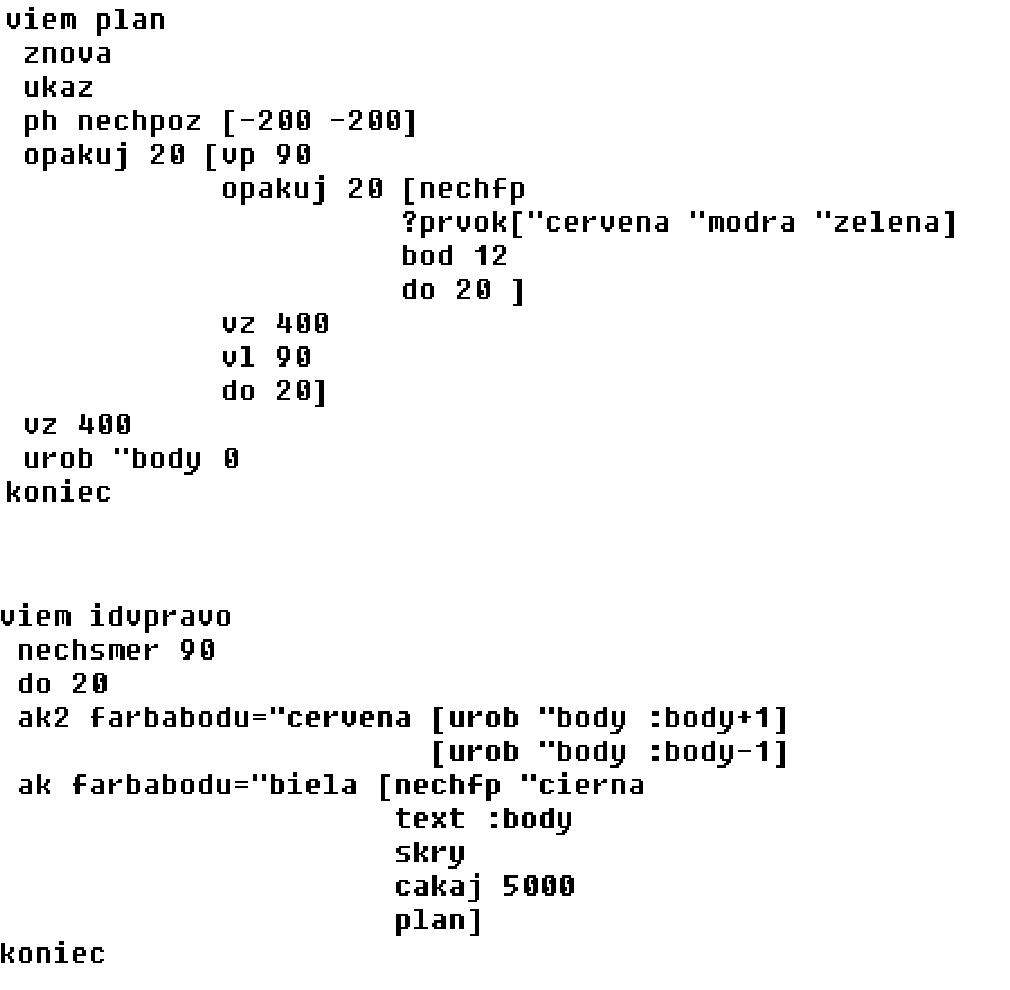 viem plan
znova
ukaz
ph nechpoz [-200 -200]
opakuj 20 [vp 90
opakuj 20 [nechfp
?prvok["cervena "modra "zelena]
bod 12
do 20 ]
vz 400
vl 90
do 20]
vz 400
urob "body 0
koniec
viem idvpravo
nechsmer 90
do 20
ak2 farbabodu="cervena [urob "body :body+1]
[urob "body :body-1]
ak farbabodu="biela [nechfp "cierna
text :body
skry
cakaj 5000
plan]
koniec